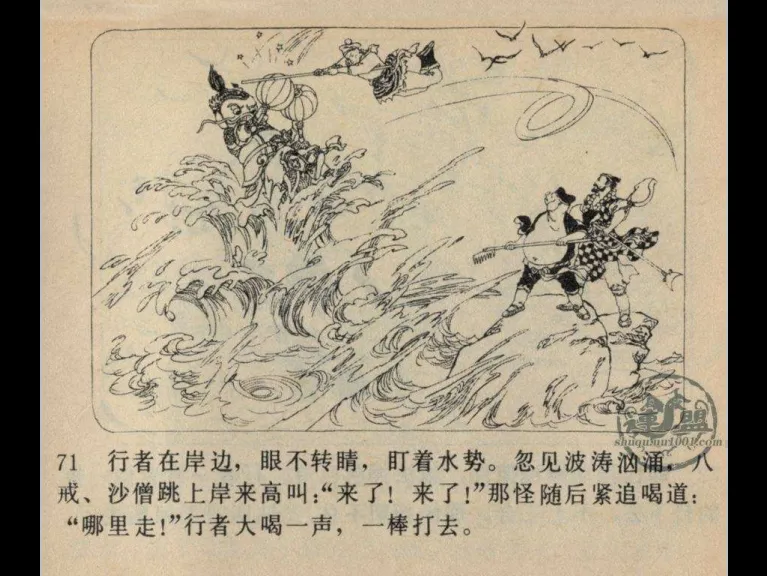 连盟
shuqumu1001.com
71 行者在岸边，眼不转睛，盯着水势。忽见波涛汹涌，八
戒、沙僧跳上岸来高叫：“来了！来了！”那怪随后紧追喝道：
“哪里走！”行者大喝一声，一棒打去。